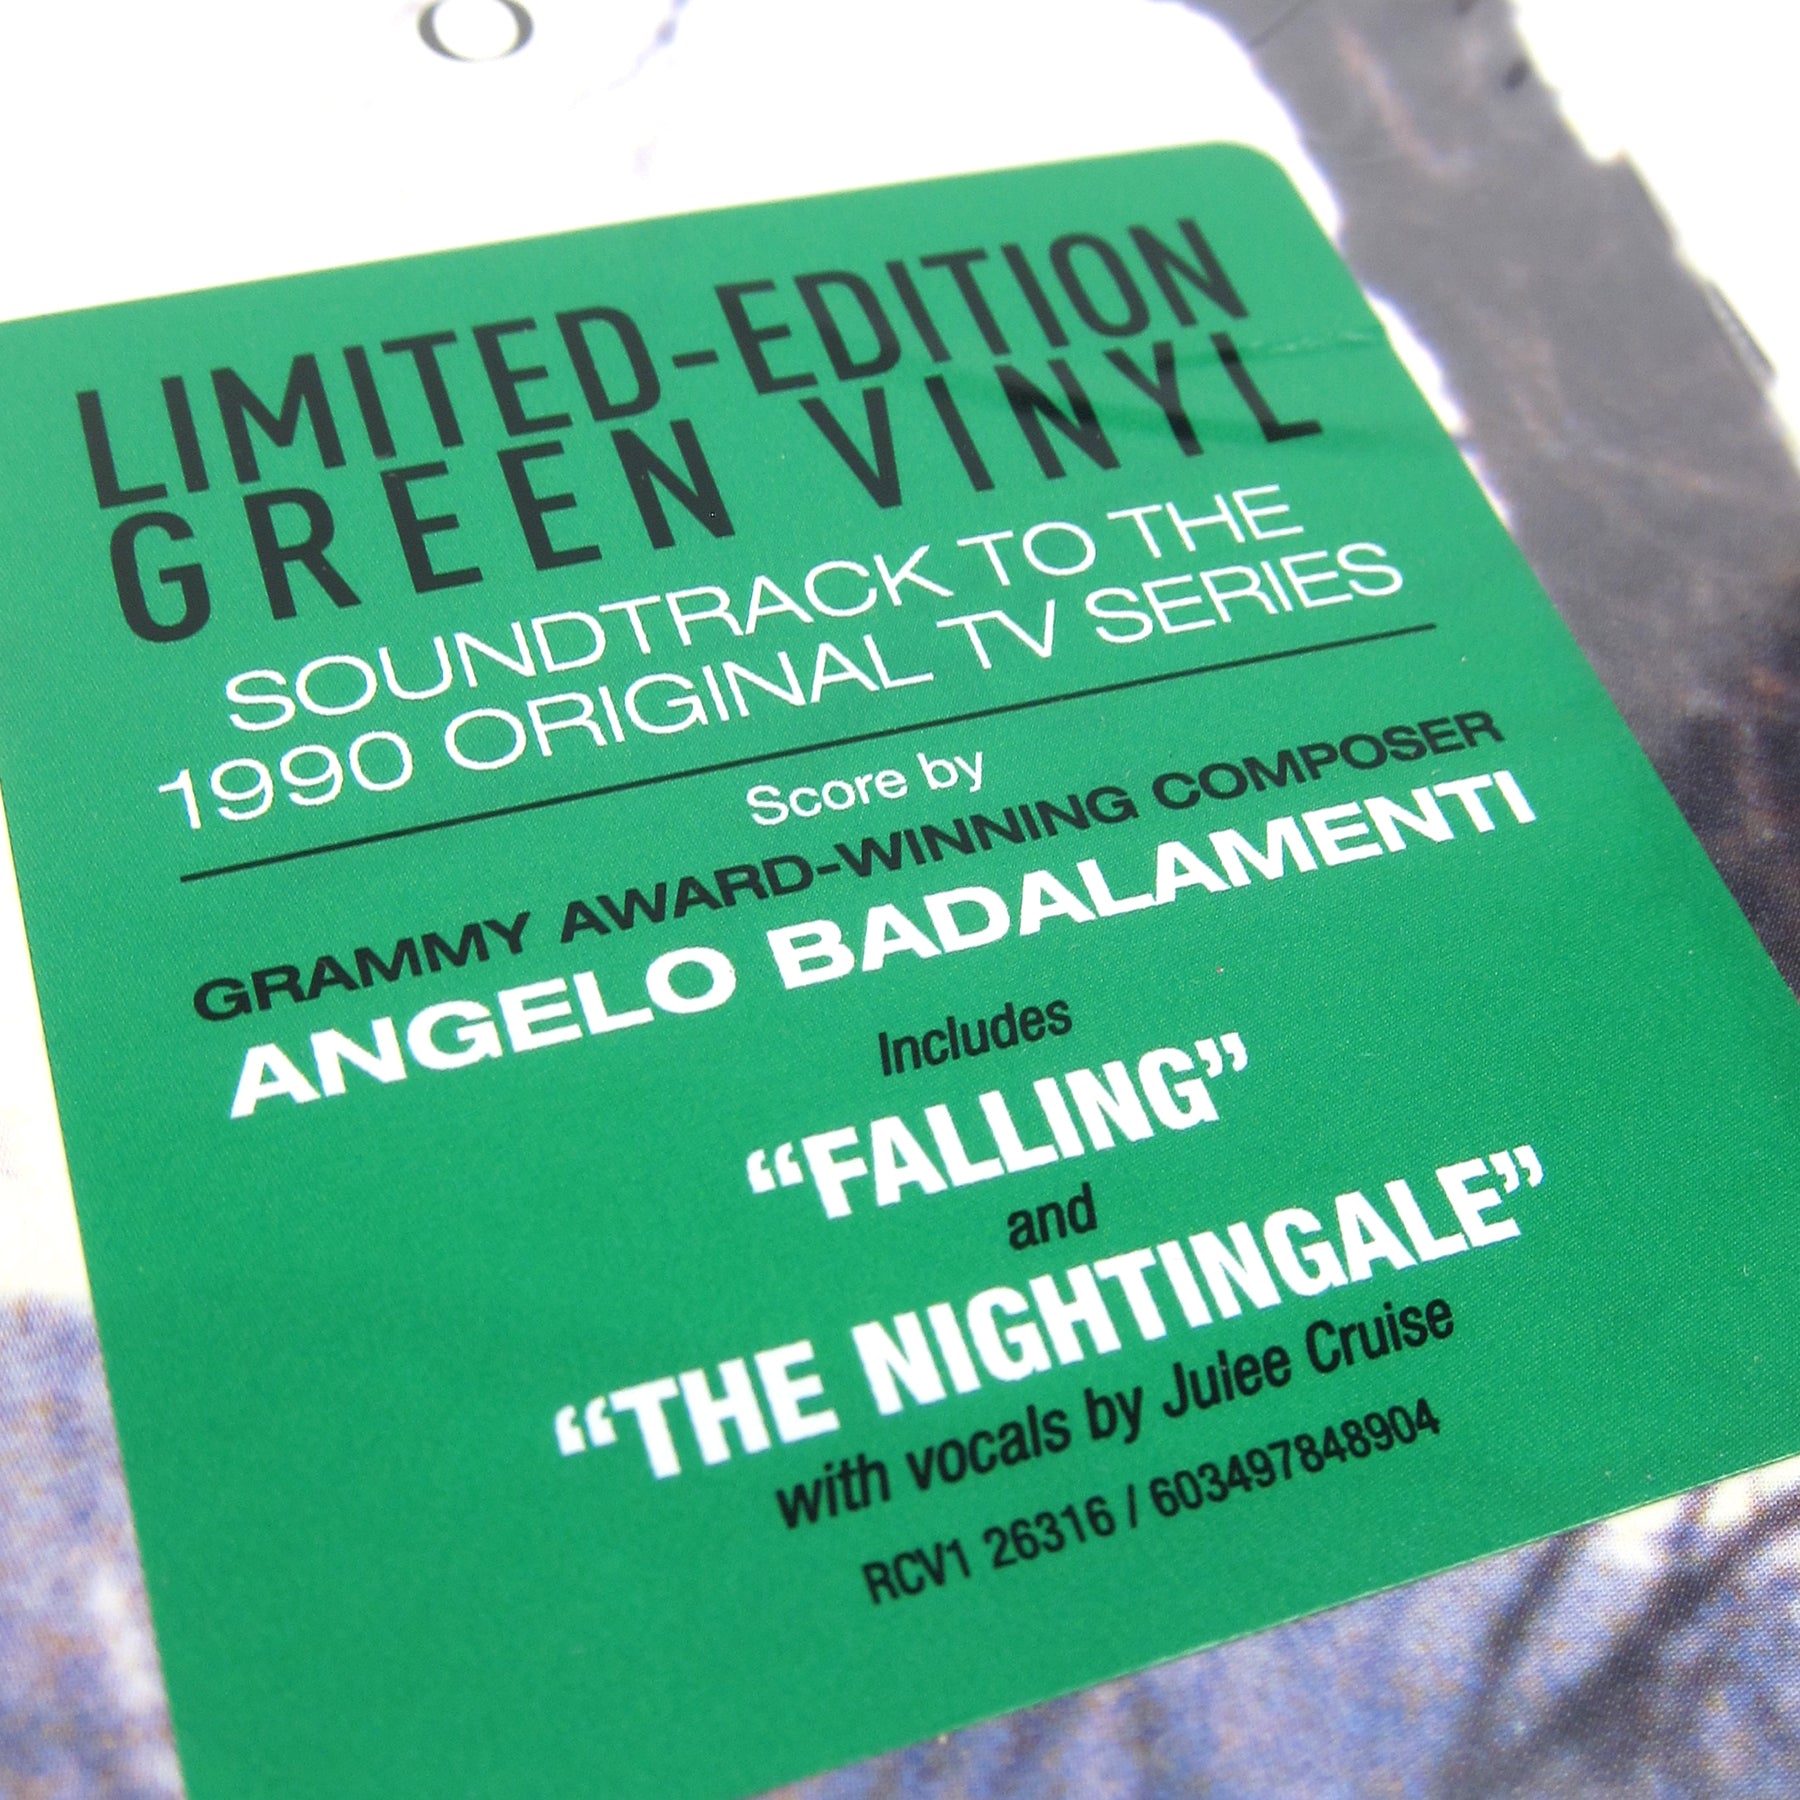 O
LIMITED-EDITION
GREEN VINYL
SOUNDTRACK TO THE
1990 ORIGINAL TV SERIES
Score by
GRAMMY AWARD-WINNING COMPOSER
ANGELO BADALAMENTI
Includes
“FALLING”
and
“THE NIGHTINGALE”
with vocals by Julee Cruise
RCV1 26316 / 603497848904